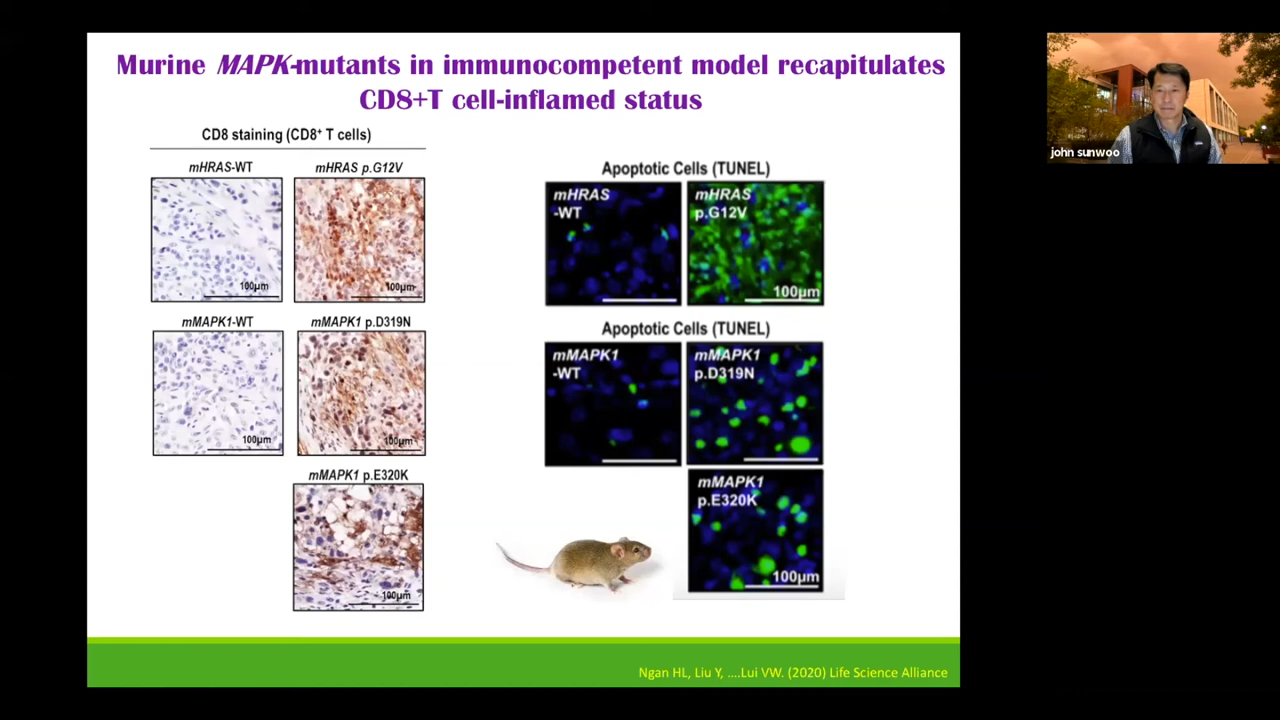 Murine MAPK-mutants in immunocompetent model recapitulates
CD8+T cell-inflamed status
CD8 staining (CD8⁺ T cells)
mHRAS-WT
mHRAS p.G12V
100µm
100µm
mMAPK1-WT
mMAPK1 p.D319N
100µm
100µm
mMAPK1 p.E320K
100µm
Apoptotic Cells (TUNEL)
mHRAS
-WT
mHRAS
p.G12V
100µm
Apoptotic Cells (TUNEL)
mMAPK1
-WT
mMAPK1
p.D319N
mMAPK1
p.E320K
100µm
Ngan HL, Liu Y, ....Lui VW. (2020) Life Science Alliance
john sunwoo